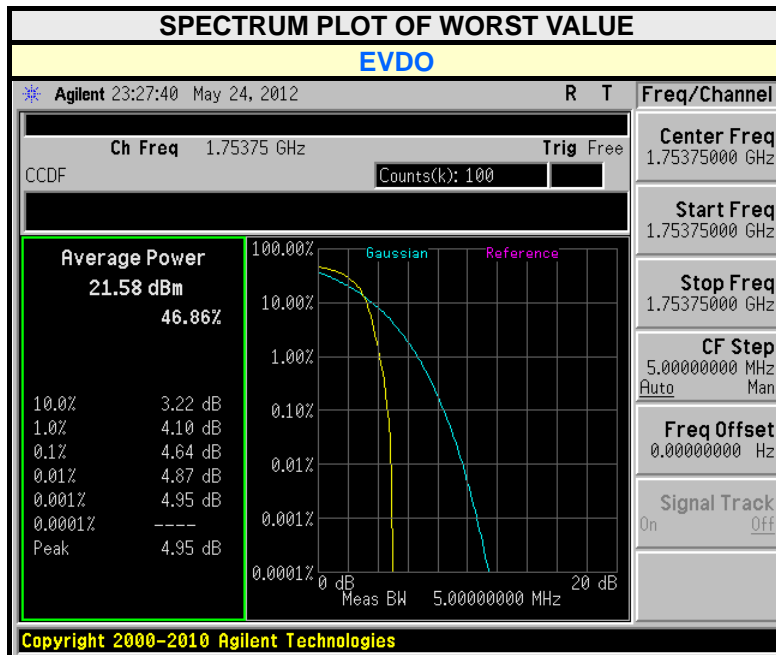 SPECTRUM PLOT OF WORST VALUE
EVDO
Agilent 23:27:40 May 24, 2012 R T
Freq/Channel
Ch Freq 1.75375 GHz Trig Free
CCDF Counts(k): 100
Center Freq
1.75375000 GHz
Start Freq
1.75375000 GHz
Stop Freq
1.75375000 GHz
CF Step
5.00000000 MHz
Auto Man
Freq Offset
0.00000000 Hz
Signal Track
On Off
Average Power
21.58 dBm
46.86%
10.0% 3.22 dB
1.0% 4.10 dB
0.1% 4.64 dB
0.01% 4.87 dB
0.001% 4.95 dB
0.0001% ----
Peak 4.95 dB
Gaussian Reference
100.00%
10.00%
1.00%
0.10%
0.01%
0.001%
0.0001%
0 dB 20 dB
Meas BW 5.00000000 MHz
Copyright 2000-2010 Agilent Technologies